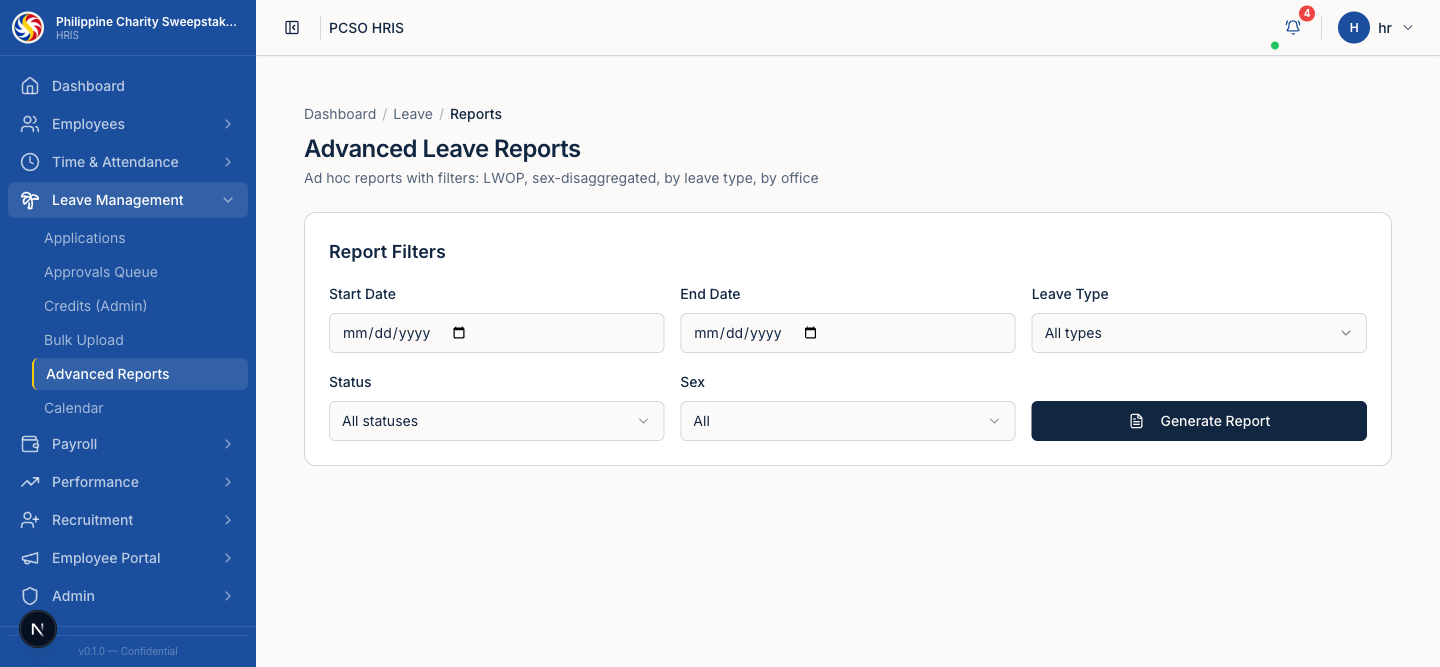 Philippine Charity Sweepstak...
HRIS
PCSO HRIS
4
H
hr
Dashboard
Employees
Time & Attendance
Leave Management
Applications
Approvals Queue
Credits (Admin)
Bulk Upload
Advanced Reports
Calendar
Payroll
Performance
Recruitment
Employee Portal
Admin
N
v0.1.0 — Confidential
Dashboard / Leave / Reports
Advanced Leave Reports
Ad hoc reports with filters: LWOP, sex-disaggregated, by leave type, by office
Report Filters
Start Date
mm/dd/yyyy
End Date
mm/dd/yyyy
Leave Type
All types
Status
All statuses
Sex
All
Generate Report